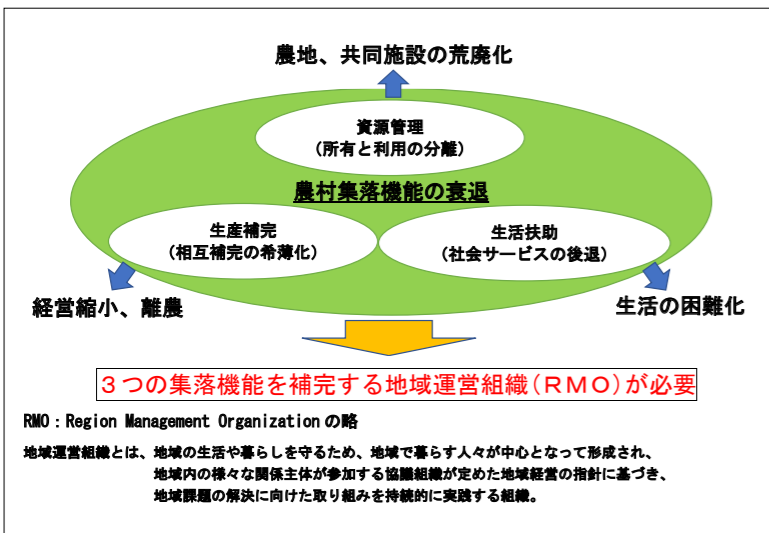 農地、共同施設の荒廃化
資源管理
(所有と利用の分離)
農村集落機能の衰退
生産補完
(相互補完の希薄化)
生活扶助
(社会サービスの後退)
経営縮小、離農
生活の困難化
３つの集落機能を補完する地域運営組織(ＲＭＯ)が必要
RMO：Region Management Organizationの略
地域運営組織とは、地域の生活や暮らしを守るため、地域で暮らす人々が中心となって形成され、
地域内の様々な関係主体が参加する協議組織が定めた地域経営の指針に基づき、
地域課題の解決に向けた取り組みを持続的に実践する組織。